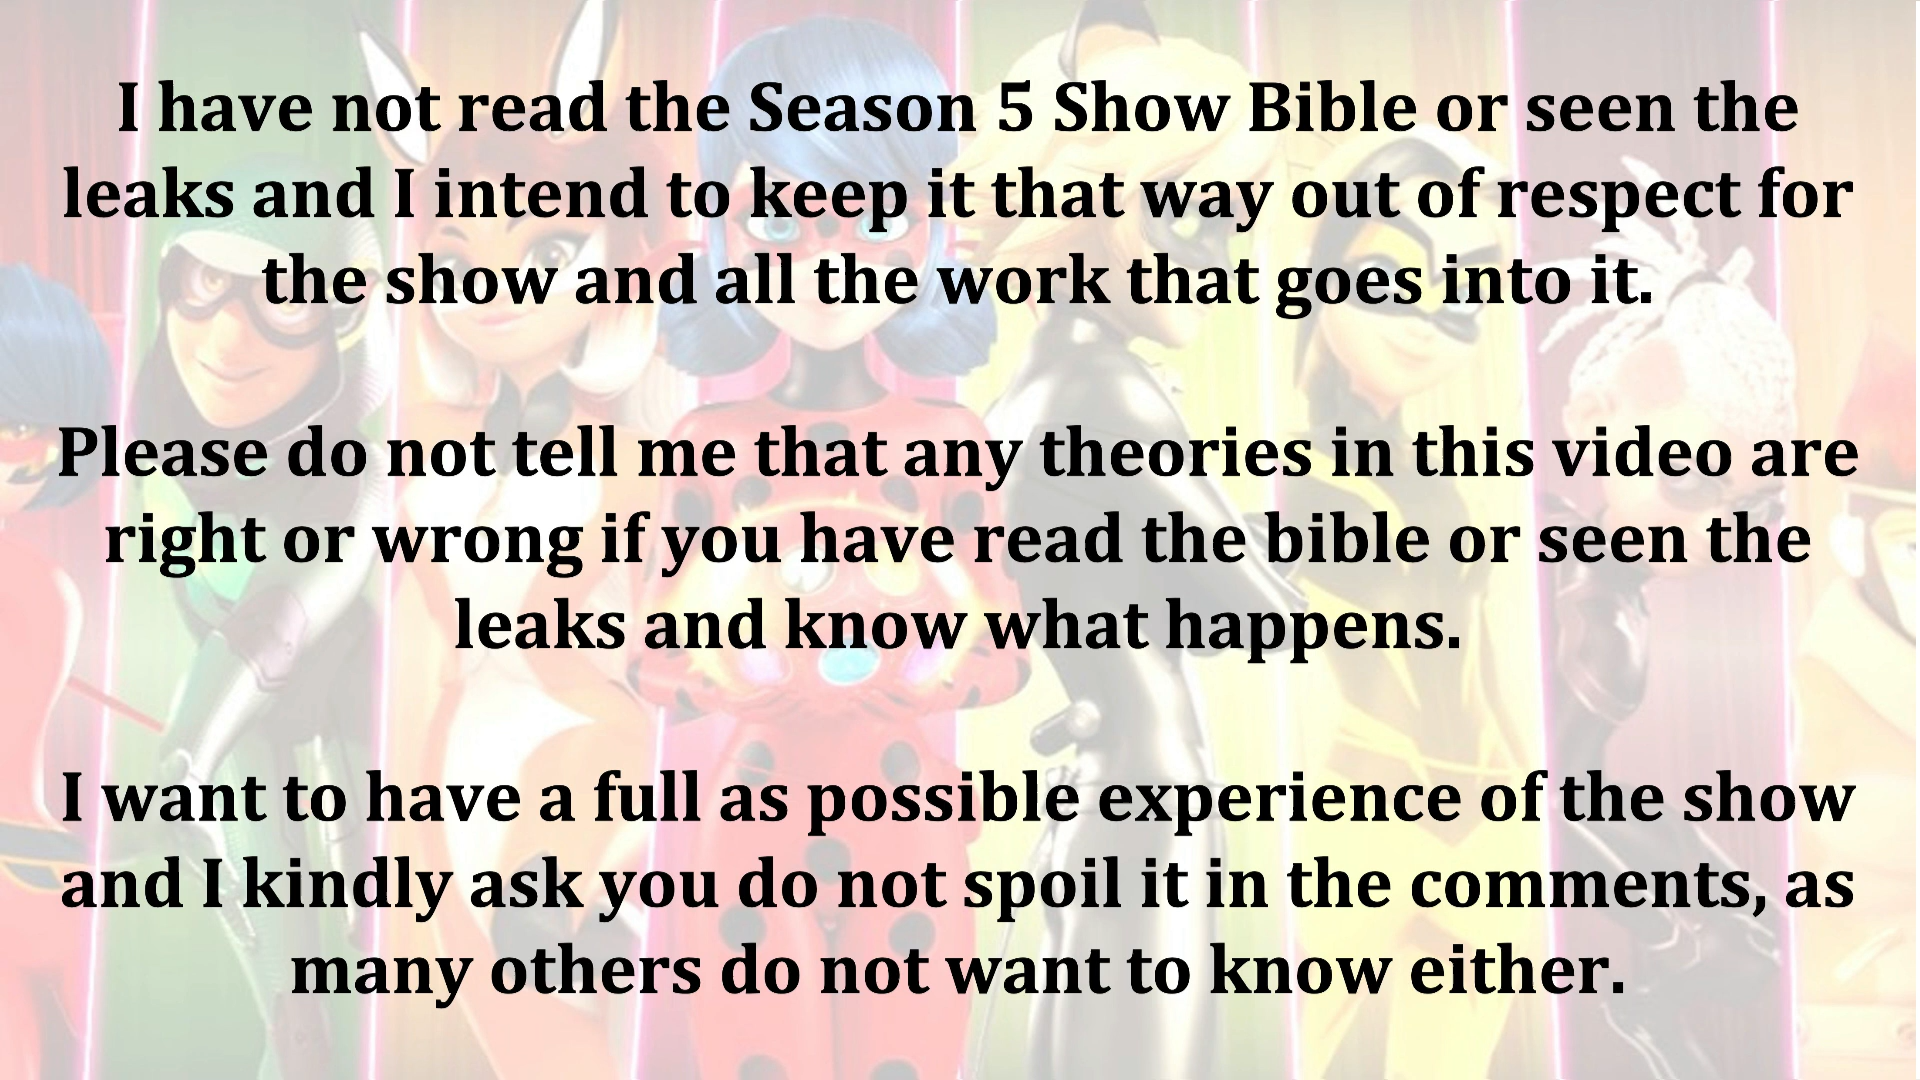 I have not read the Season 5 Show Bible or seen the
leaks and I intend to keep it that way out of respect for
the show and all the work that goes into it.
Please do not tell me that any theories in this video are
right or wrong if you have read the bible or seen the
leaks and know what happens.
I want to have a full as possible experience of the show
and I kindly ask you do not spoil it in the comments, as
many others do not want to know either.